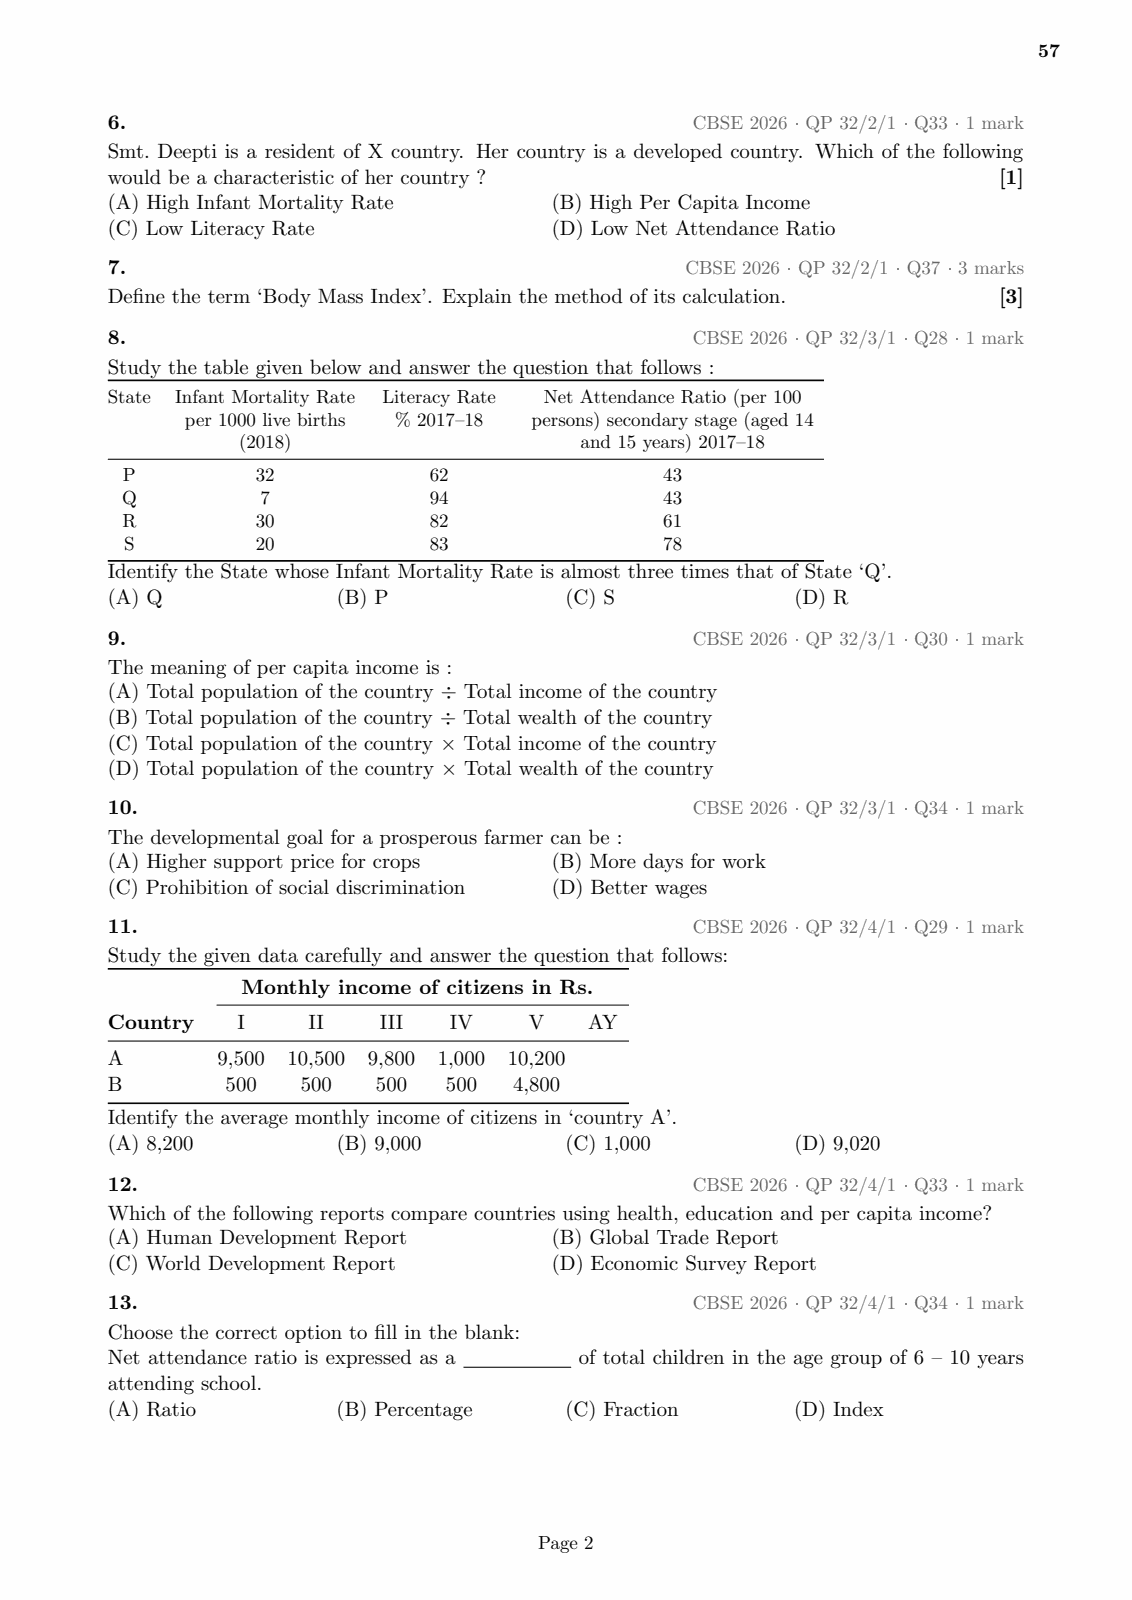 57
6. CBSE 2026 · QP 32/2/1 · Q33 · 1 mark
Smt. Deepti is a resident of X country. Her country is a developed country. Which of the following
would be a characteristic of her country ? [1]
(A) High Infant Mortality Rate (B) High Per Capita Income
(C) Low Literacy Rate (D) Low Net Attendance Ratio
7. CBSE 2026 · QP 32/2/1 · Q37 · 3 marks
Define the term ‘Body Mass Index’. Explain the method of its calculation. [3]
8. CBSE 2026 · QP 32/3/1 · Q28 · 1 mark
Study the table given below and answer the question that follows :
State Infant Mortality Rate Literacy Rate Net Attendance Ratio (per 100
per 1000 live births % 2017–18 persons) secondary stage (aged 14
(2018) and 15 years) 2017–18
P 32 62 43
Q 7 94 43
R 30 82 61
S 20 83 78
Identify the State whose Infant Mortality Rate is almost three times that of State ‘Q’.
(A) Q (B) P (C) S (D) R
9. CBSE 2026 · QP 32/3/1 · Q30 · 1 mark
The meaning of per capita income is :
(A) Total population of the country ÷ Total income of the country
(B) Total population of the country ÷ Total wealth of the country
(C) Total population of the country × Total income of the country
(D) Total population of the country × Total wealth of the country
10. CBSE 2026 · QP 32/3/1 · Q34 · 1 mark
The developmental goal for a prosperous farmer can be :
(A) Higher support price for crops (B) More days for work
(C) Prohibition of social discrimination (D) Better wages
11. CBSE 2026 · QP 32/4/1 · Q29 · 1 mark
Study the given data carefully and answer the question that follows:
Monthly income of citizens in Rs.
Country I II III IV V AY
A 9,500 10,500 9,800 1,000 10,200
B 500 500 500 500 4,800
Identify the average monthly income of citizens in ‘country A’.
(A) 8,200 (B) 9,000 (C) 1,000 (D) 9,020
12. CBSE 2026 · QP 32/4/1 · Q33 · 1 mark
Which of the following reports compare countries using health, education and per capita income?
(A) Human Development Report (B) Global Trade Report
(C) World Development Report (D) Economic Survey Report
13. CBSE 2026 · QP 32/4/1 · Q34 · 1 mark
Choose the correct option to fill in the blank:
Net attendance ratio is expressed as a __________ of total children in the age group of 6 – 10 years
attending school.
(A) Ratio (B) Percentage (C) Fraction (D) Index
Page 2